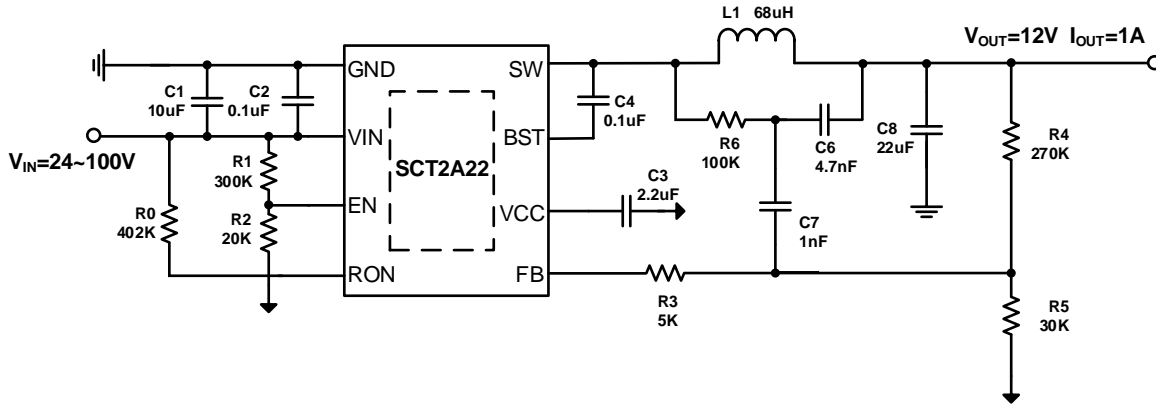 L1 68uH
VOUT=12V IOUT=1A
GND
SW
C1
10uF
C2
0.1uF
C4
0.1uF
VIN
BST
R6
100K
C6
4.7nF
C8
22uF
R4
270K
VIN=24~100V
R1
300K
SCT2A22
C3
2.2uF
EN
VCC
R0
402K
R2
20K
C7
1nF
RON
FB
R3
5K
R5
30K